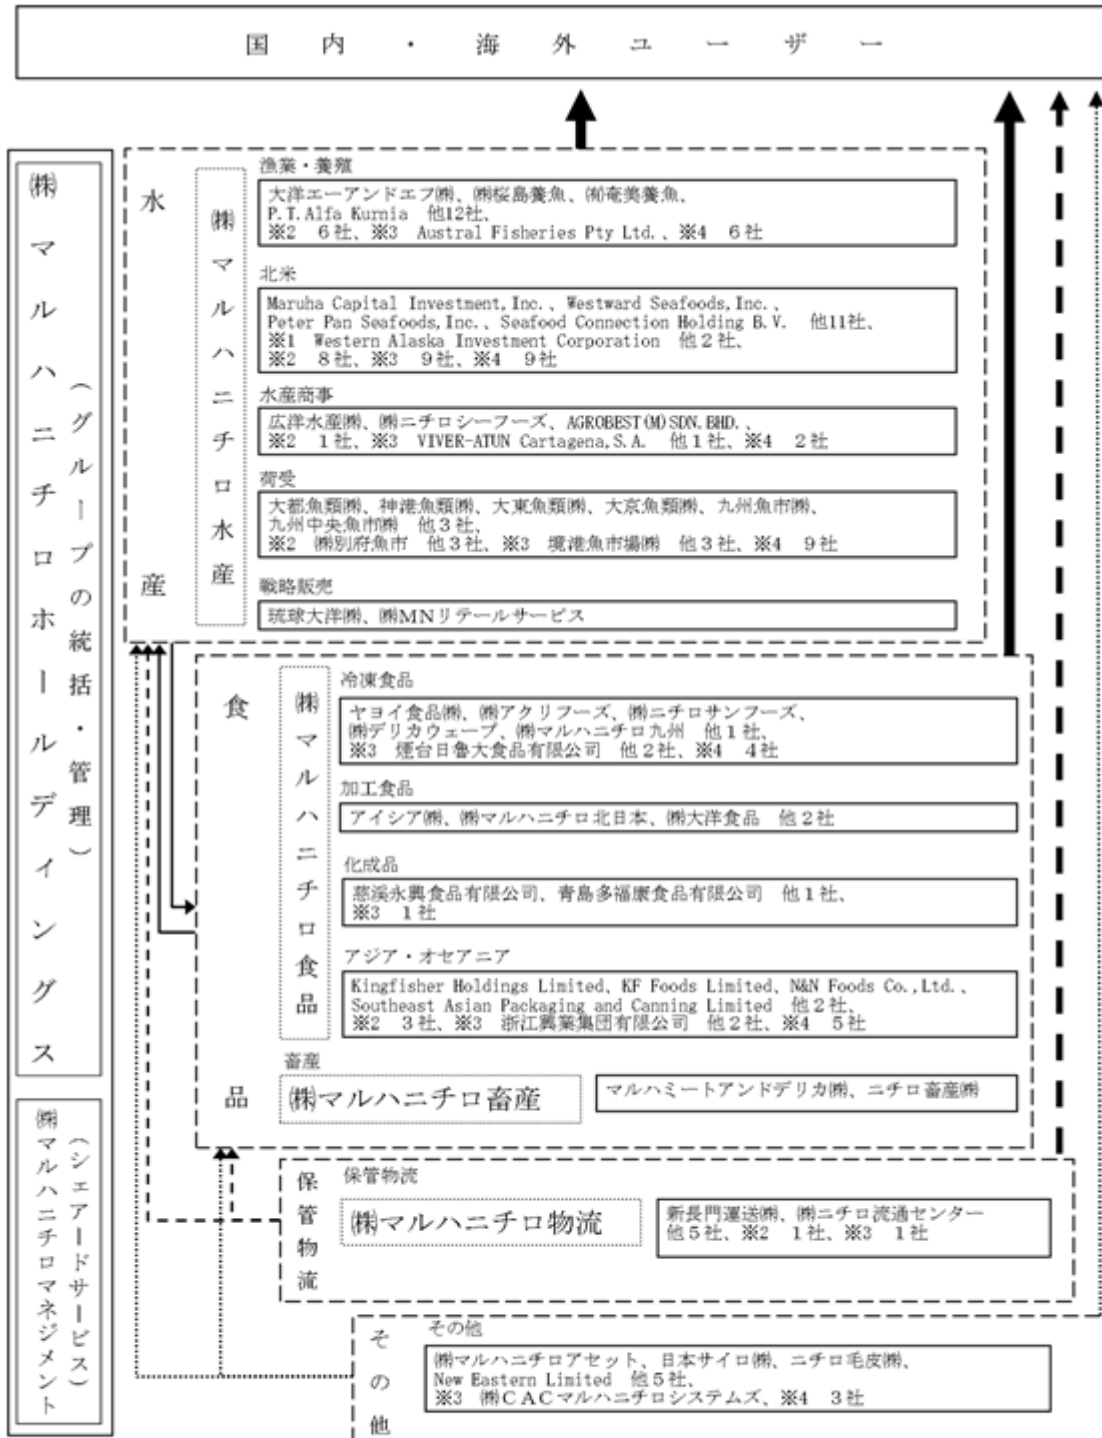 国内・海外ユーザー
㈱マルハニチロホールディングス
（グループの統括・管理）
㈱マルハニチロマネジメント
（シェアードサービス）
水産
㈱マルハニチロ水産
漁業・養殖
大洋エーアンドエフ㈱、㈱桜島養魚、㈲奄美養魚、
P.T.Alfa Kurnia 他12社、
※2 6社、※3 Austral Fisheries Pty Ltd.、※4 6社
北米
Maruha Capital Investment,Inc.、Westward Seafoods,Inc.、
Peter Pan Seafoods,Inc.、Seafood Connection Holding B.V. 他11社、
※1 Western Alaska Investment Corporation 他２社、
※2 ８社、※3 ９社、※4 ９社
水産商事
広洋水産㈱、㈱ニチロシーフーズ、AGROBEST(M)SDN.BHD.、
※2 １社、※3 VIVER-ATUN Cartagena,S.A. 他１社、※4 ２社
荷受
大都魚類㈱、神港魚類㈱、大東魚類㈱、大京魚類㈱、九州魚市㈱、
九州中央魚市㈱ 他３社、
※2 ㈱別府魚市 他３社、※3 境港魚市場㈱ 他３社、※4 ９社
戦略販売
琉球大洋㈱、㈱MNリテールサービス
食品
㈱マルハニチロ食品
冷凍食品
ヤヨイ食品㈱、㈱アクリフーズ、㈱ニチロサンフーズ、
㈱デリカウェーブ、㈱マルハニチロ九州 他１社、
※3 煙台日魯大食品有限公司 他２社、※4 ４社
加工食品
アイシア㈱、㈱マルハニチロ北日本、㈱大洋食品 他２社
化成品
慈渓永興食品有限公司、青島多福康食品有限公司 他１社、
※3 １社
アジア・オセアニア
Kingfisher Holdings Limited、KF Foods Limited、N&N Foods Co.,Ltd.、
Southeast Asian Packaging and Canning Limited 他２社、
※2 ３社、※3 浙江興業集団有限公司 他２社、※4 ５社
畜産
㈱マルハニチロ畜産
マルハミートアンドデリカ㈱、ニチロ畜産㈱
保管物流
保管物流
㈱マルハニチロ物流
新長門運送㈱、㈱ニチロ流通センター
他５社、※2 １社、※3 １社
その他
その他
㈱マルハニチロアセット、日本サイロ㈱、ニチロ毛皮㈱、
New Eastern Limited 他５社、
※3 ㈱ＣＡＣマルハニチロシステムズ、※4 ３社